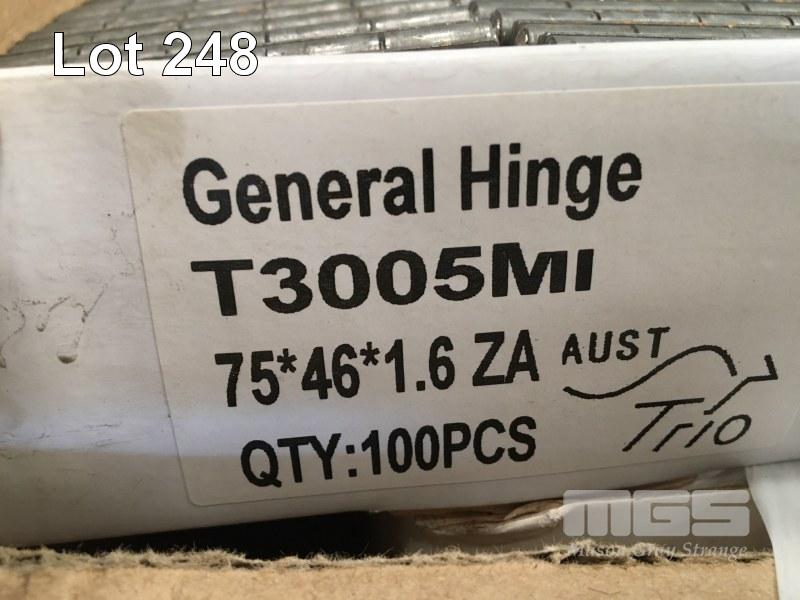 Lot 248
General Hinge
T3005MI
75*46*1.6 ZA
AUST
Trio
QTY:100PCS
MGS
Mason Gray Strange